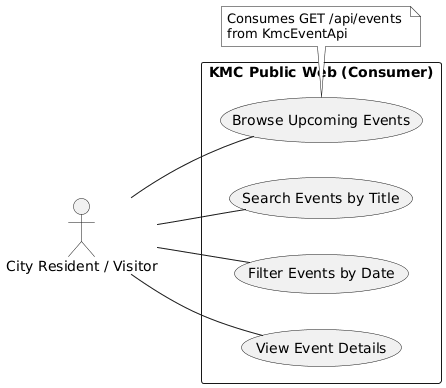 Consumes GET /api/events
from KmcEventApi
KMC Public Web (Consumer)
Browse Upcoming Events
Search Events by Title
Filter Events by Date
View Event Details
City Resident / Visitor